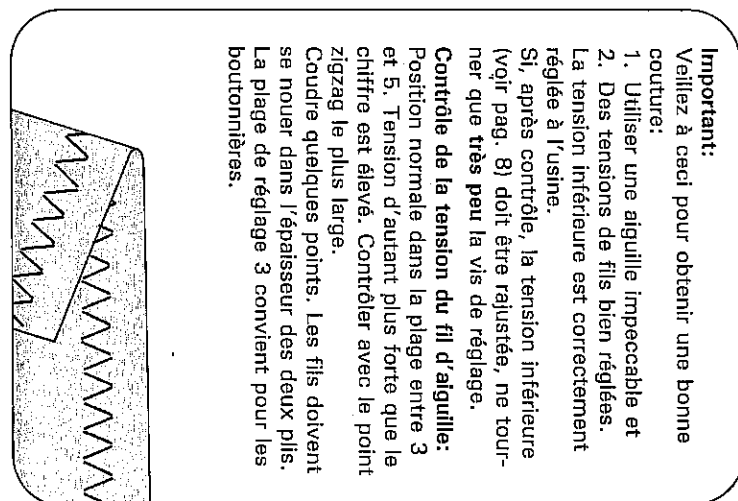 Important:
Veillez à ceci pour obtenir une bonne
couture:
1. Utiliser une aiguille impeccable et
2. Des tensions de fils bien réglées.
La tension inférieure est correctement
réglée à l'usine.
Si, après contrôle, la tension inférieure
(voir pag. 8) doit être rajustée, ne tour-
ner que très peu la vis de réglage.
Contrôle de la tension du fil d'aiguille:
Position normale dans la plage entre 3
et 5. Tension d'autant plus forte que le
chiffre est élevé. Contrôler avec le point
zigzag le plus large.
Coudre quelques points. Les fils doivent
se nouer dans l'épaisseur des deux plis.
La plage de réglage 3 convient pour les
boutonnières.